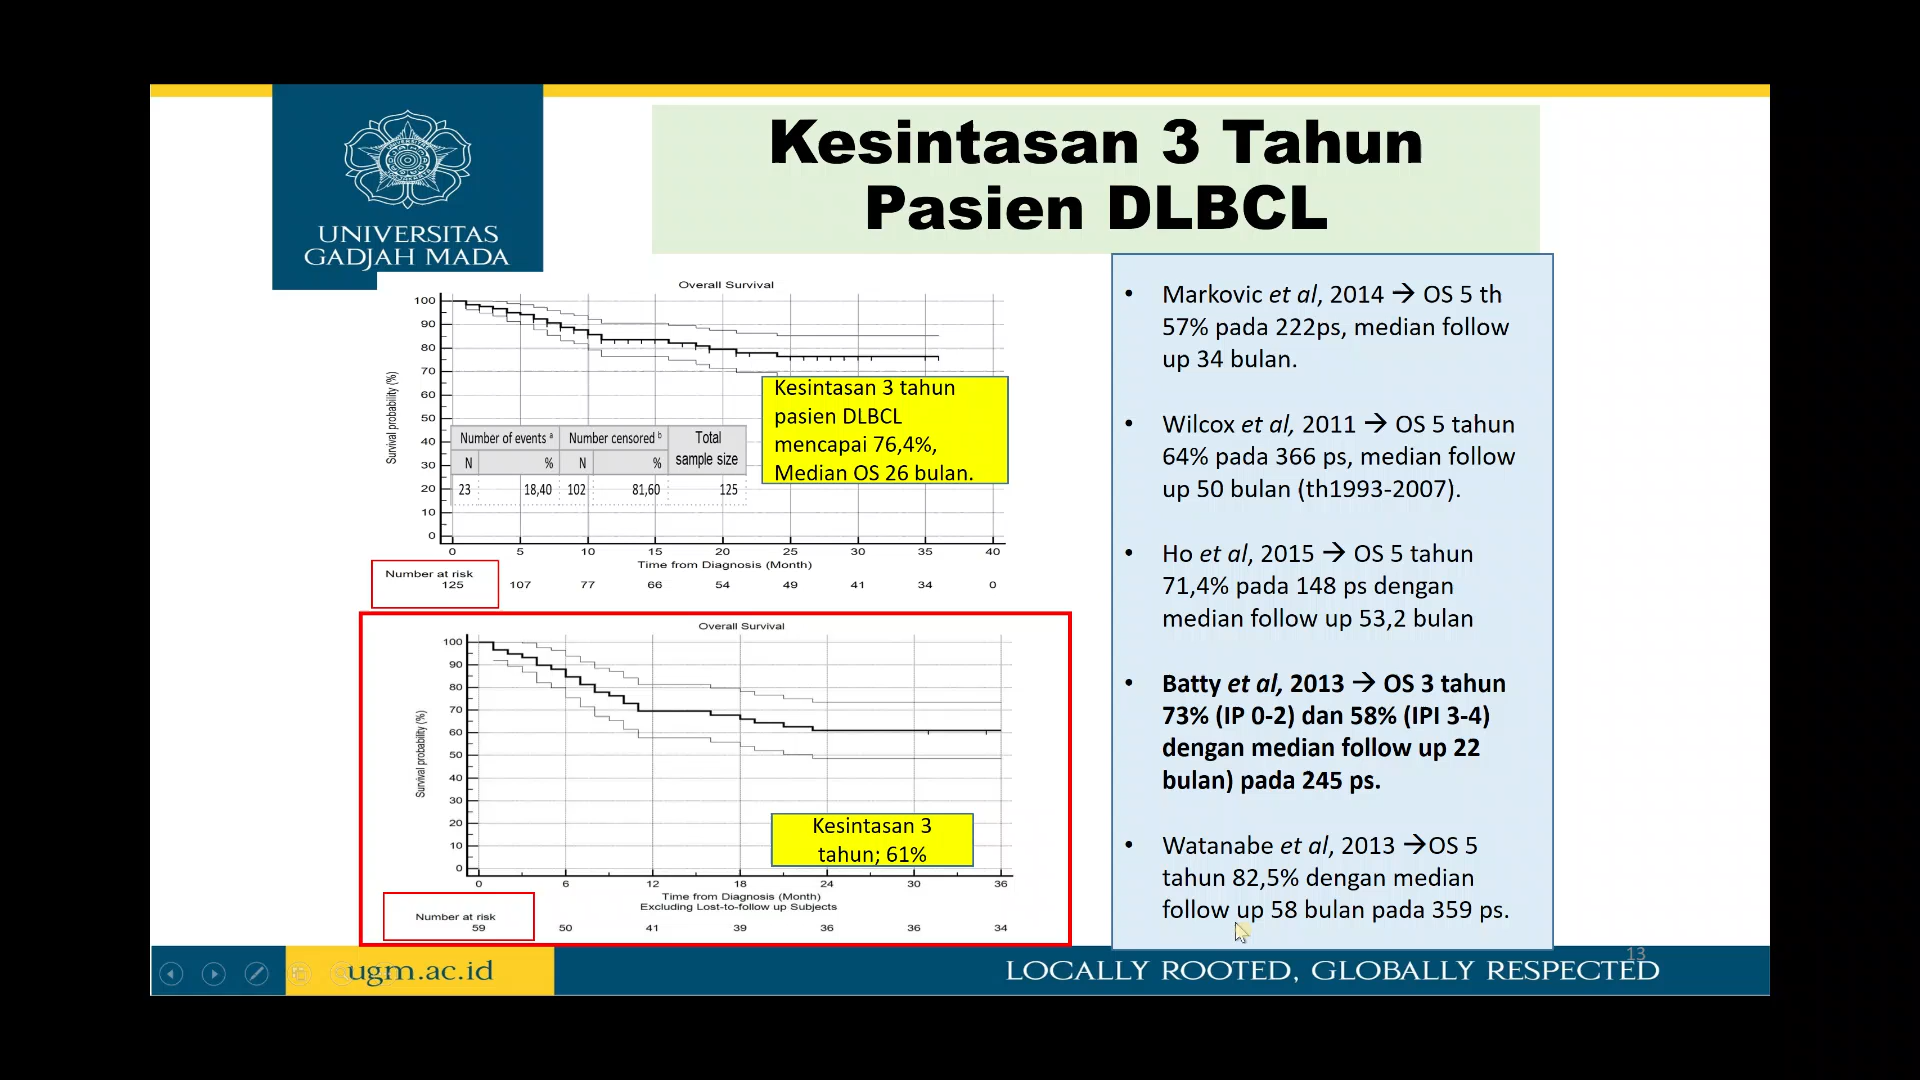 UNIVERSITAS
GADJAH MADA
Kesintasan 3 Tahun
Pasien DLBCL
Overall Survival
Survival probability (%)
100
90
80
70
60
50
40
30
20
10
0
Number of events ᵃ Number censored ᵇ Total
sample size
N % N %
23 18,40 102 81,60 125
Kesintasan 3 tahun
pasien DLBCL
mencapai 76,4%,
Median OS 26 bulan.
0 5 10 15 20 25 30 35 40
Time from Diagnosis (Month)
Number at risk
125 107 77 66 54 49 41 34 0
Overall Survival
Survival probability (%)
100
90
80
70
60
50
40
30
20
10
0
Kesintasan 3
tahun; 61%
0 6 12 18 24 30 36
Time from Diagnosis (Month)
Excluding Lost-to-follow up Subjects
Number at risk
59 50 41 39 36 36 34
• Markovic et al, 2014 → OS 5 th
57% pada 222ps, median follow
up 34 bulan.
• Wilcox et al, 2011 → OS 5 tahun
64% pada 366 ps, median follow
up 50 bulan (th1993-2007).
• Ho et al, 2015 → OS 5 tahun
71,4% pada 148 ps dengan
median follow up 53,2 bulan
• Batty et al, 2013 → OS 3 tahun
73% (IP 0-2) dan 58% (IPI 3-4)
dengan median follow up 22
bulan) pada 245 ps.
• Watanabe et al, 2013 →OS 5
tahun 82,5% dengan median
follow up 58 bulan pada 359 ps.
13
ugm.ac.id
LOCALLY ROOTED, GLOBALLY RESPECTED